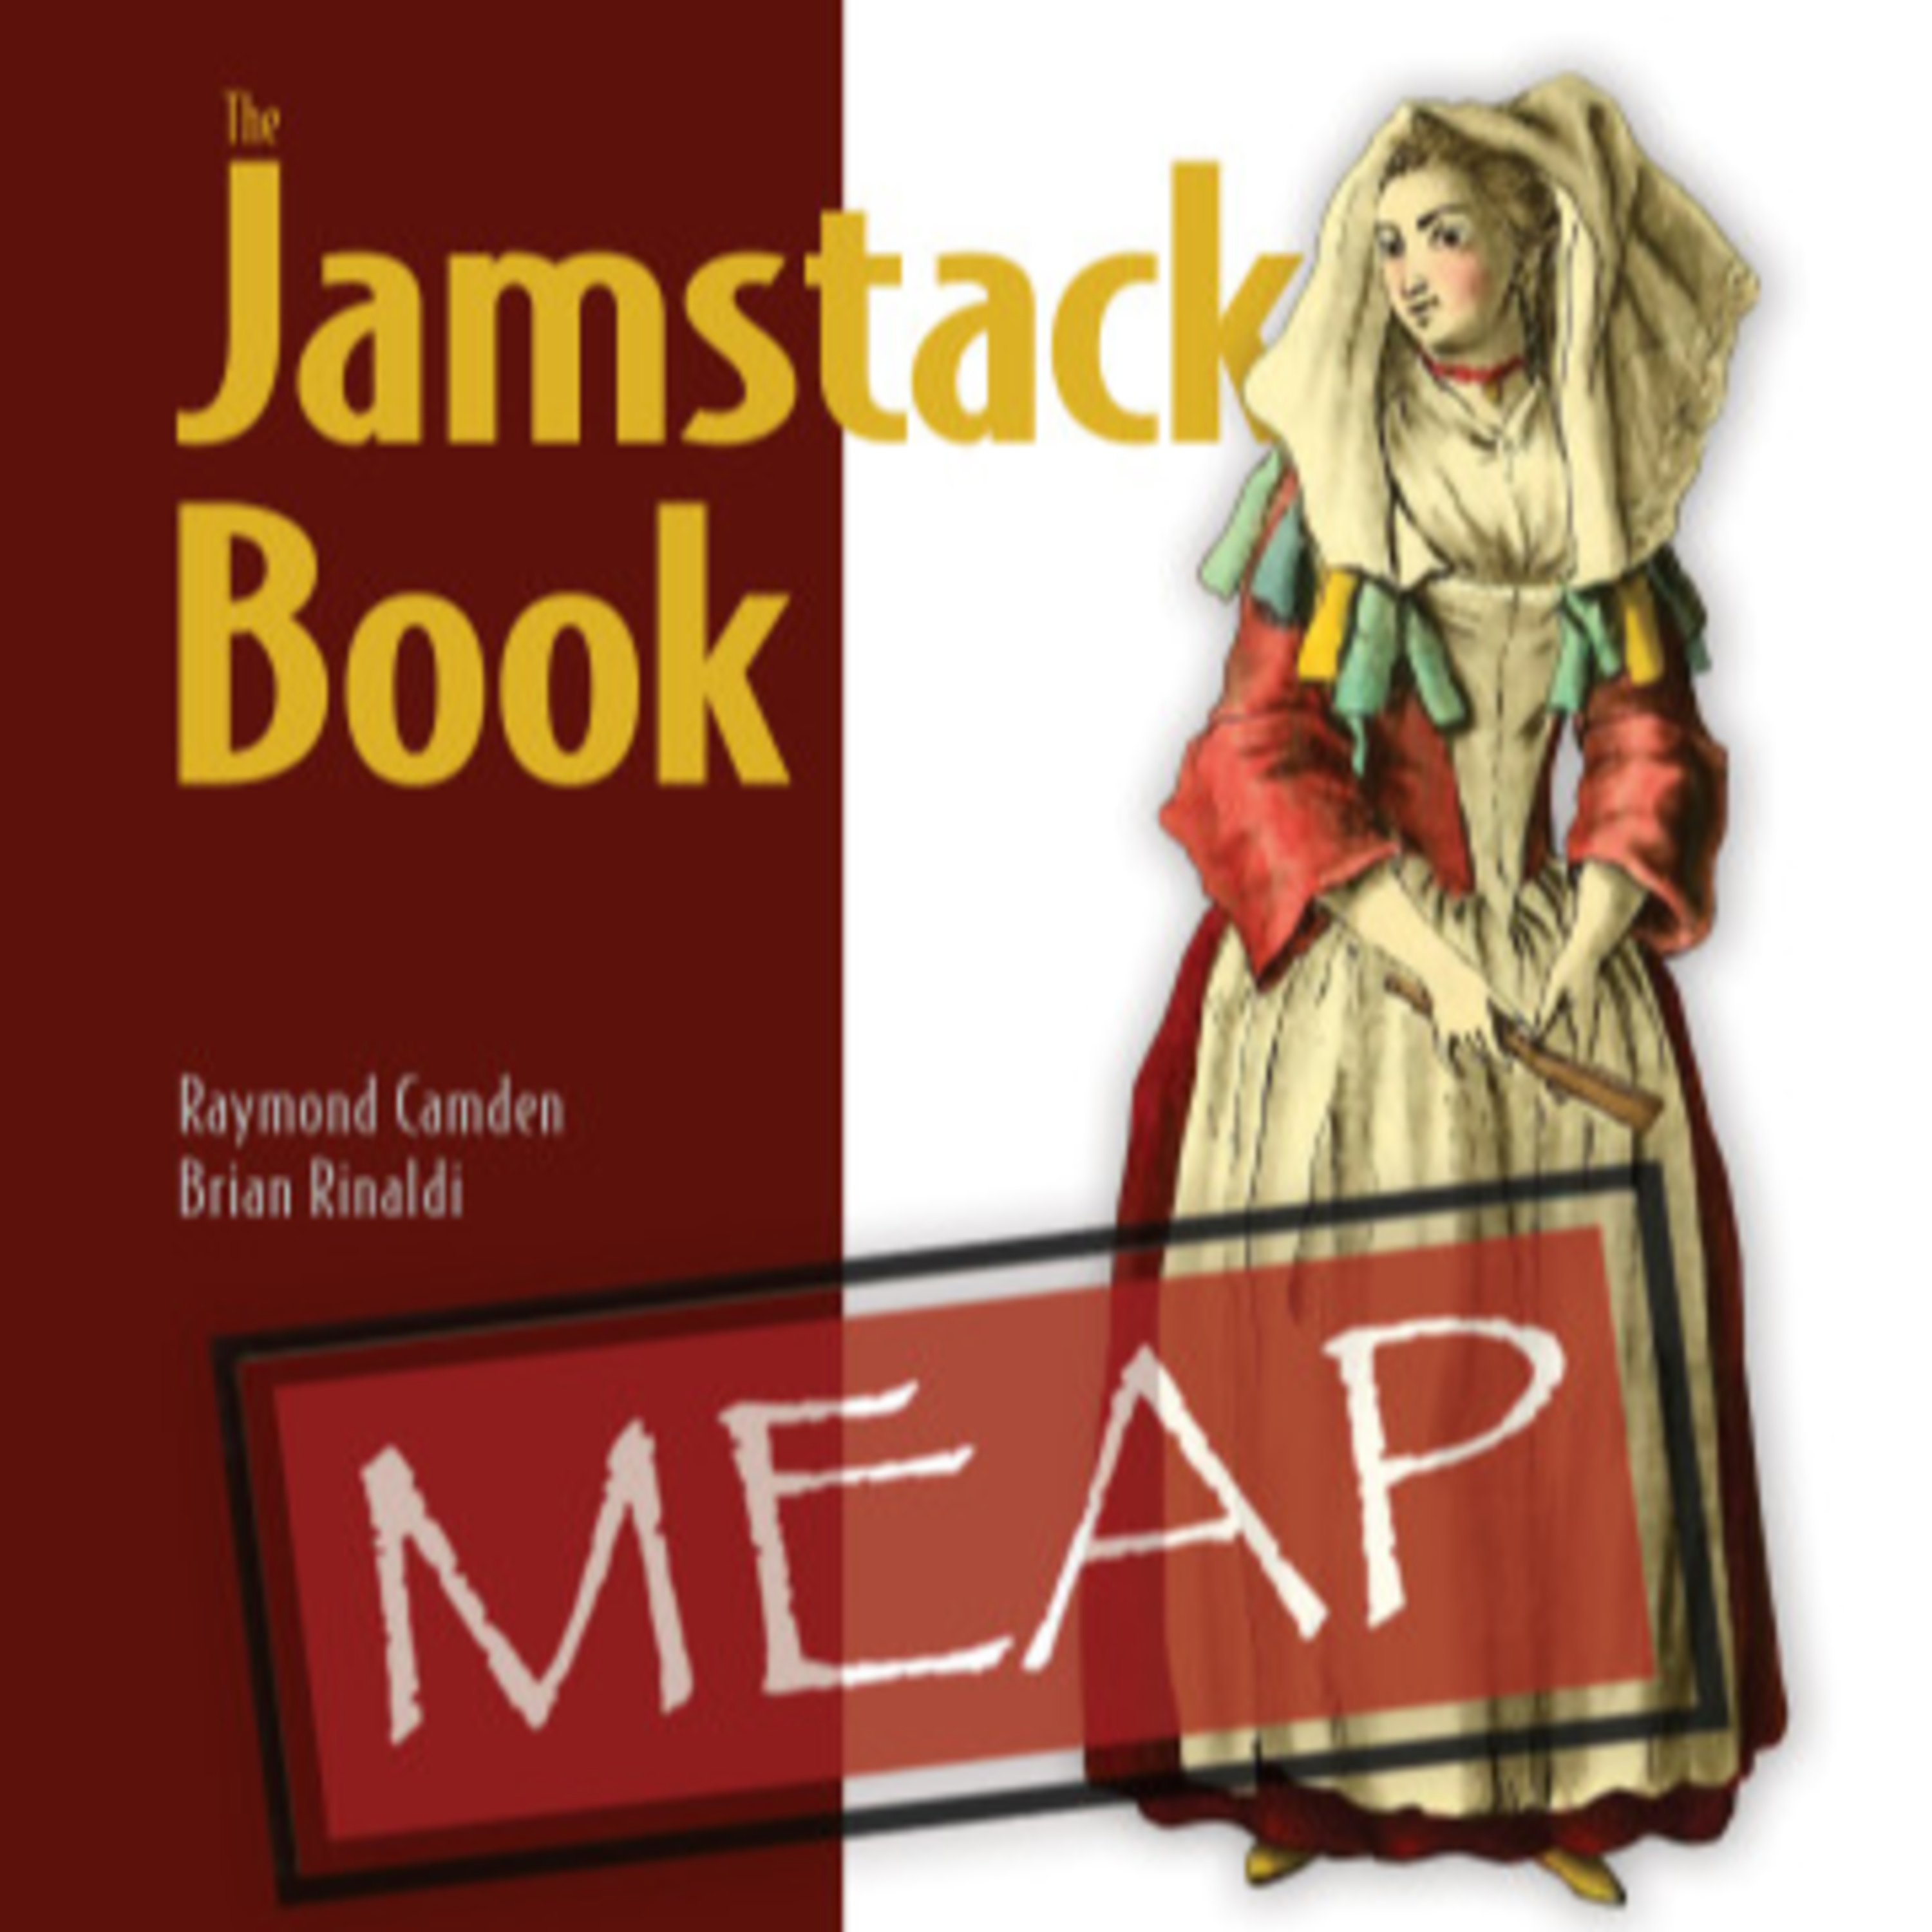 The
Jamstack
Book
Raymond Camden
Brian Rinaldi
MEAP